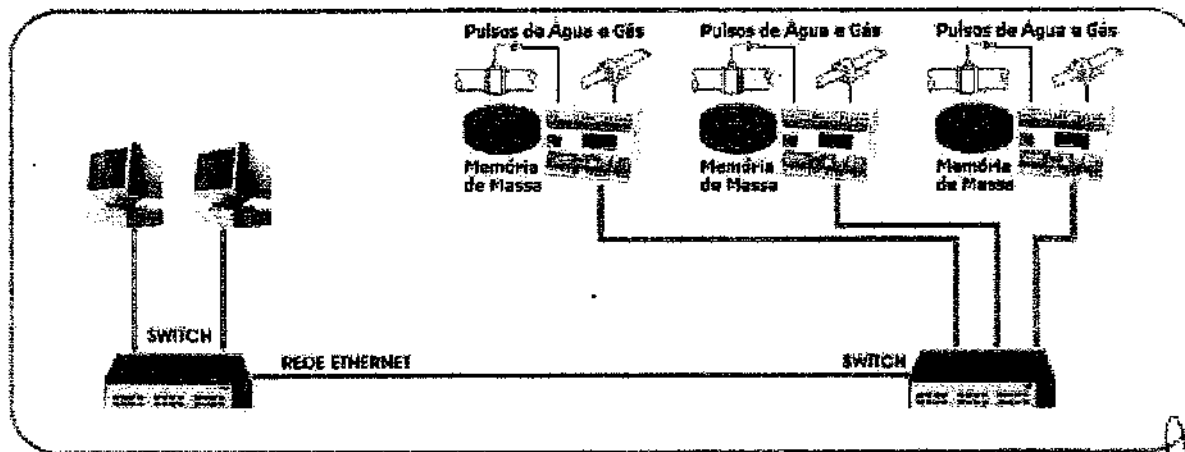 Pulsos de Água e Gás
Pulsos de Água e Gás
Pulsos de Água e Gás
Memória
de Massa
Memória
de Massa
Memória
de Massa
SWITCH
REDE ETHERNET
SWITCH